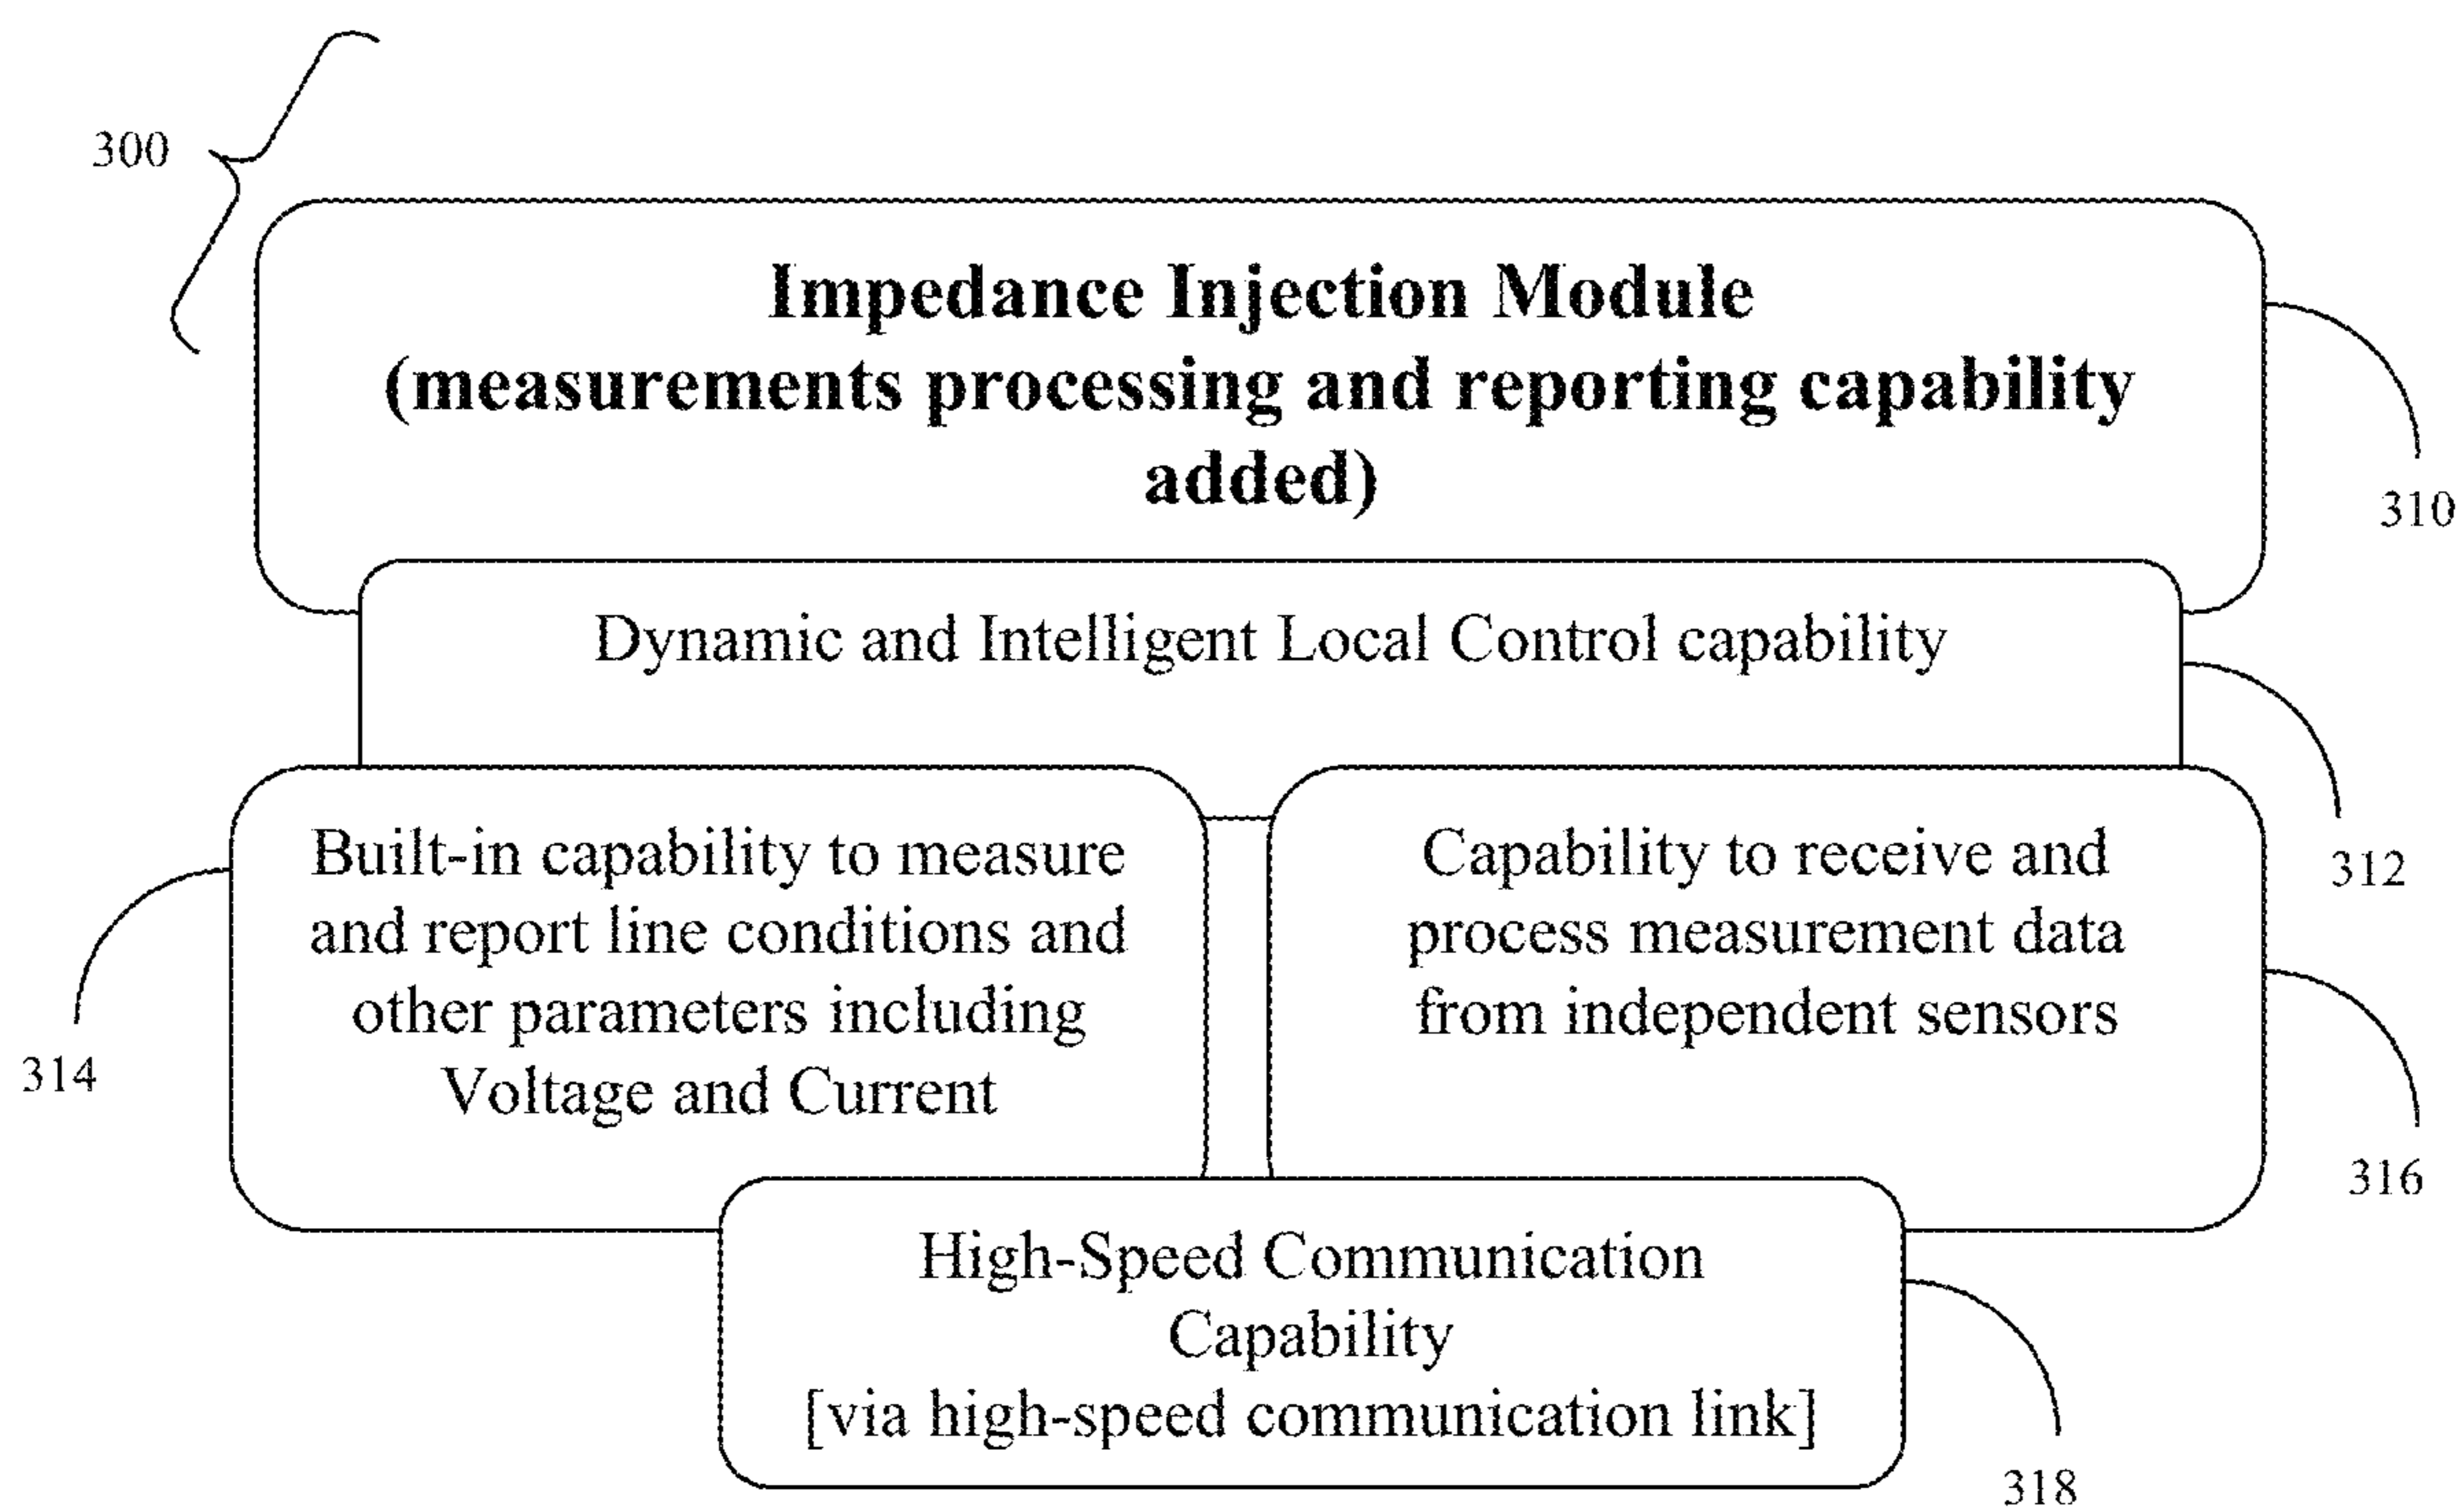 300
Impedance Injection Module
(measurements processing and reporting capability
added)
310
Dynamic and Intelligent Local Control capability
312
Built-in capability to measure
and report line conditions and
other parameters including
Voltage and Current
314
Capability to receive and
process measurement data
from independent sensors
316
High-Speed Communication
Capability
[via high-speed communication link]
318